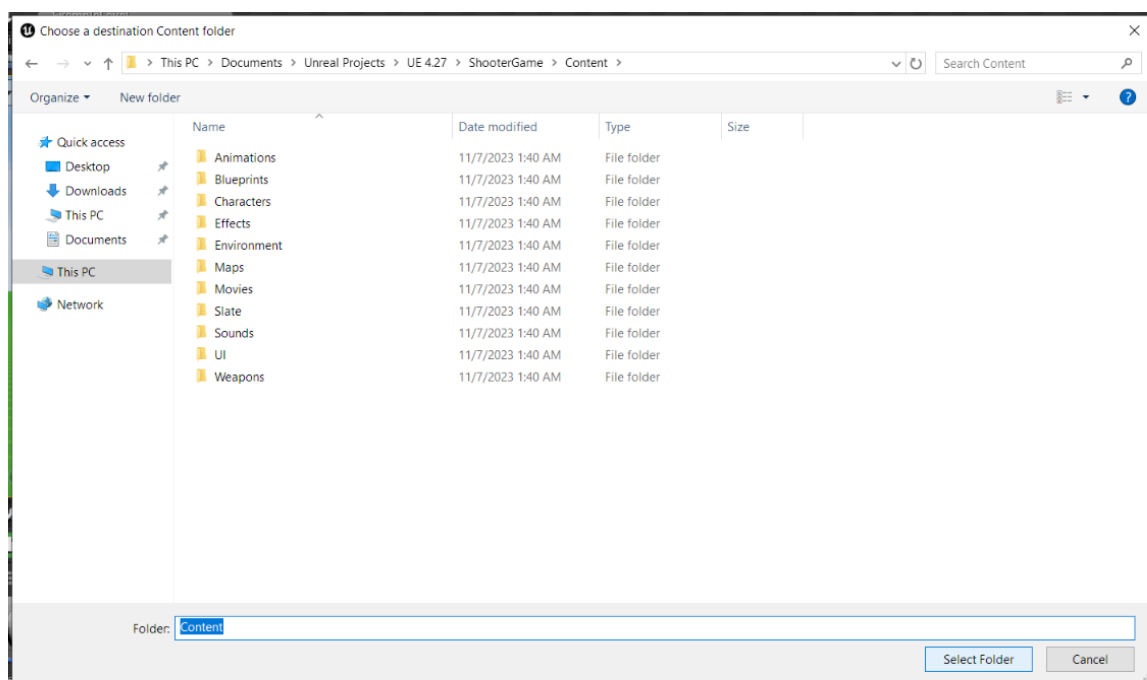 Choose a destination Content folder
This PC > Documents > Unreal Projects > UE 4.27 > ShooterGame > Content >
Search Content
Organize
New folder
Name Date modified Type Size
Quick access
Desktop
Downloads
This PC
Documents
This PC
Network
Animations 11/7/2023 1:40 AM File folder
Blueprints 11/7/2023 1:40 AM File folder
Characters 11/7/2023 1:40 AM File folder
Effects 11/7/2023 1:40 AM File folder
Environment 11/7/2023 1:40 AM File folder
Maps 11/7/2023 1:40 AM File folder
Movies 11/7/2023 1:40 AM File folder
Slate 11/7/2023 1:40 AM File folder
Sounds 11/7/2023 1:40 AM File folder
UI 11/7/2023 1:40 AM File folder
Weapons 11/7/2023 1:40 AM File folder
Folder: Content
Select Folder Cancel